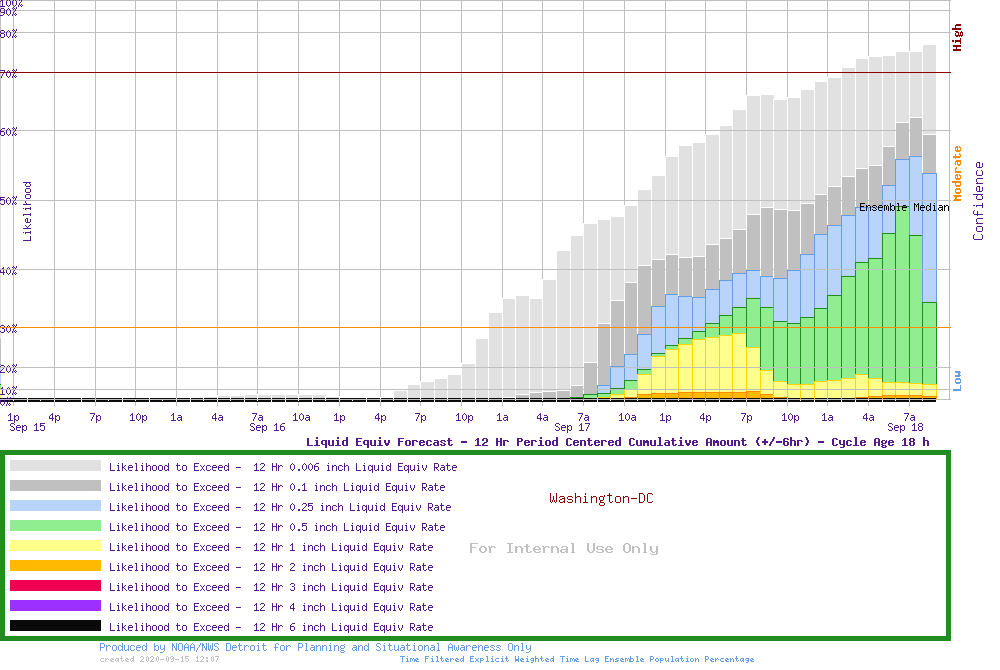 100%
90%
80%
70%
60%
50%
40%
30%
20%
10%
0%
Likelihood
High
Moderate
Low
Confidence
Ensemble Median
1p 4p 7p 10p 1a 4a 7a 10a 1p 4p 7p 10p 1a 4a 7a 10a 1p 4p 7p 10p 1a 4a 7a
Sep 15 Sep 16 Sep 17 Sep 18
Liquid Equiv Forecast - 12 Hr Period Centered Cumulative Amount (+/-6hr) - Cycle Age 18 h
Likelihood to Exceed - 12 Hr 0.006 inch Liquid Equiv Rate
Likelihood to Exceed - 12 Hr 0.1 inch Liquid Equiv Rate
Likelihood to Exceed - 12 Hr 0.25 inch Liquid Equiv Rate
Likelihood to Exceed - 12 Hr 0.5 inch Liquid Equiv Rate
Likelihood to Exceed - 12 Hr 1 inch Liquid Equiv Rate
Likelihood to Exceed - 12 Hr 2 inch Liquid Equiv Rate
Likelihood to Exceed - 12 Hr 3 inch Liquid Equiv Rate
Likelihood to Exceed - 12 Hr 4 inch Liquid Equiv Rate
Likelihood to Exceed - 12 Hr 6 inch Liquid Equiv Rate
Washington-DC
For Internal Use Only
Produced by NOAA/NWS Detroit for Planning and Situational Awareness Only
created 2020-09-15 12:07
Time Filtered Explicit Weighted Time Lag Ensemble Population Percentage